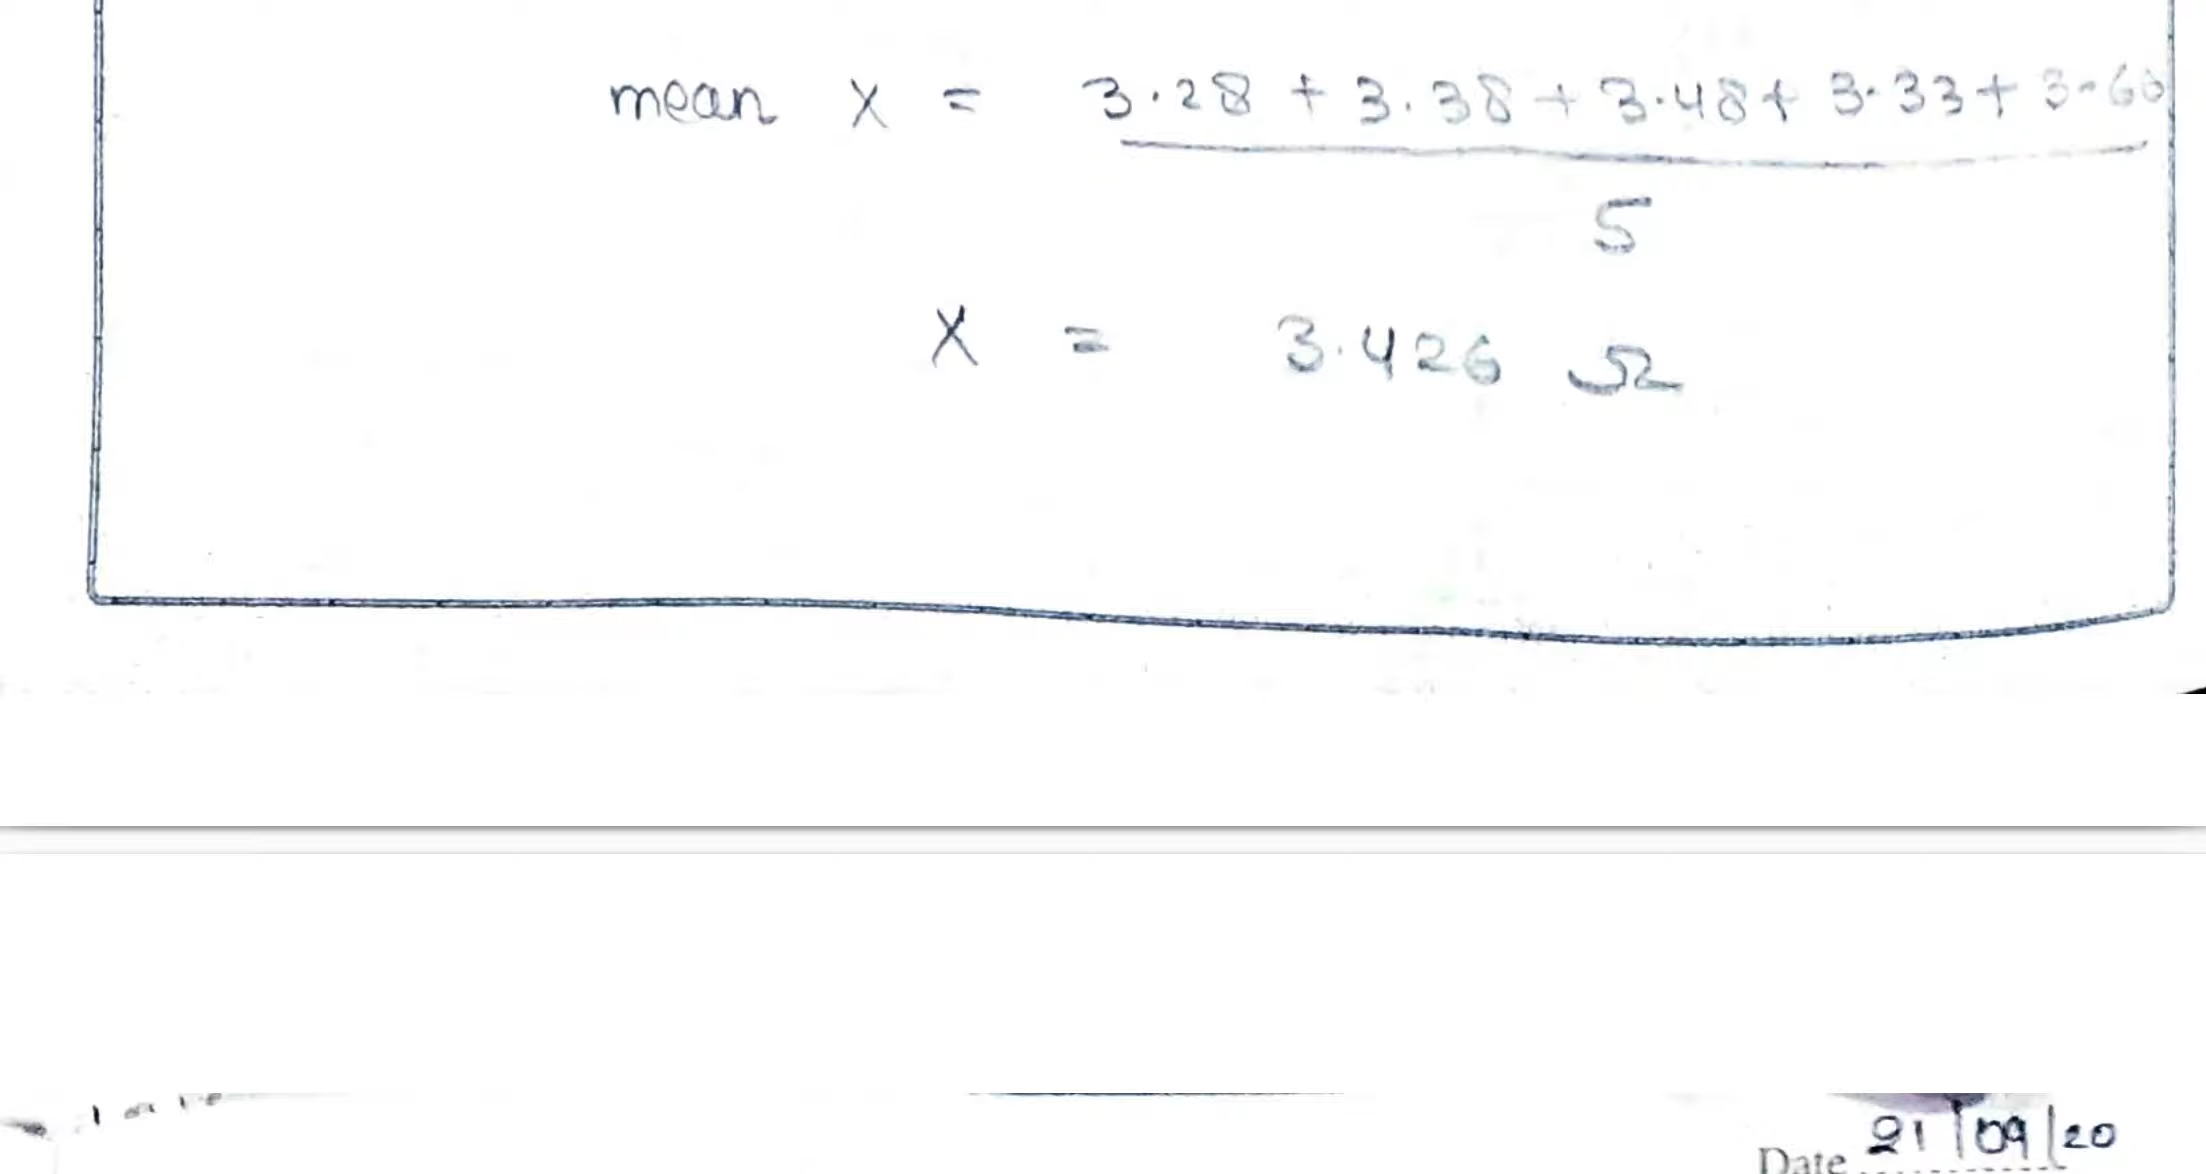 mean X = 3.28 + 3.38 + 3.48 + 3.33 + 3.60
5
X = 3.426 Ω
Date 21/09/20